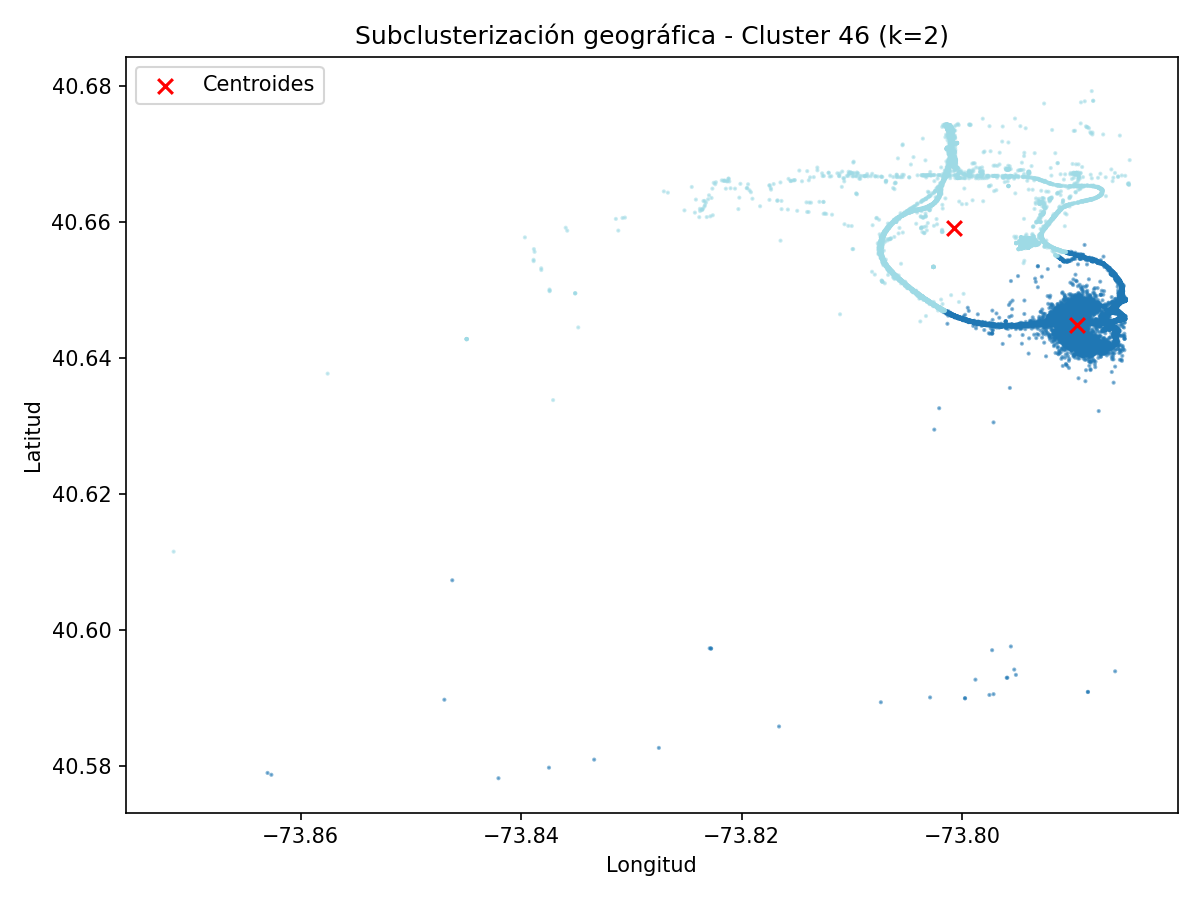 Subclusterización geográfica - Cluster 46 (k=2)
Centroides
40.68
40.66
40.64
40.62
40.60
40.58
Latitud
−73.86
−73.84
−73.82
−73.80
Longitud